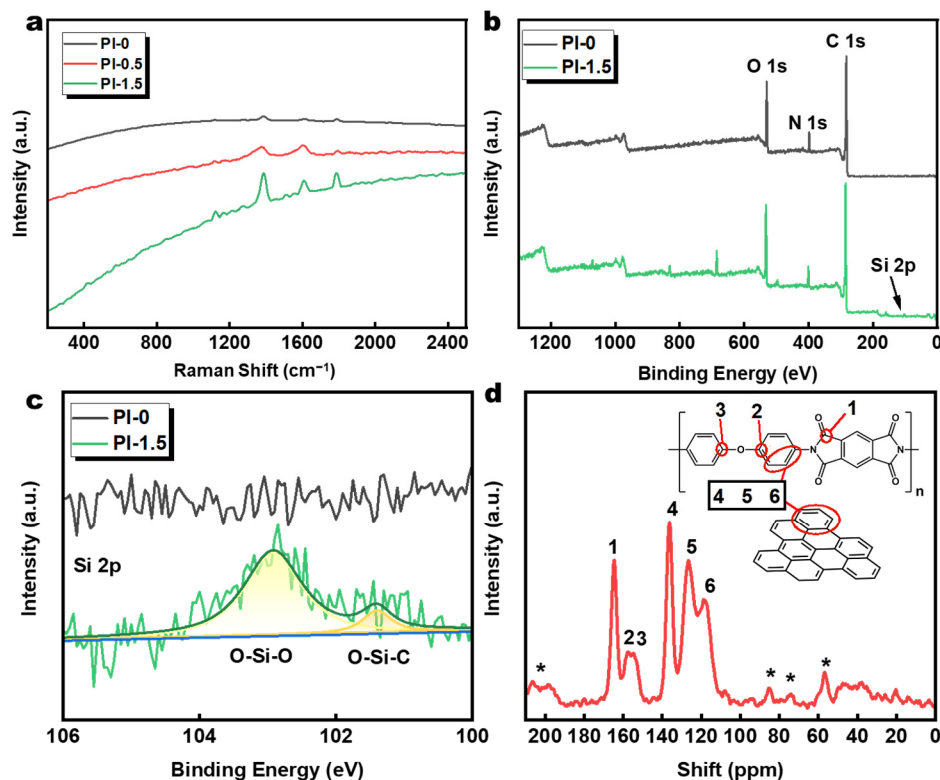 a
PI-0
PI-0.5
PI-1.5
Intensity (a.u.)
400 800 1200 1600 2000 2400
Raman Shift (cm⁻¹)
b
PI-0
PI-1.5
C 1s
O 1s
N 1s
Si 2p
Intensity (a.u.)
1200 1000 800 600 400 200 0
Binding Energy (eV)
c
PI-0
PI-1.5
Si 2p
O-Si-O
O-Si-C
Intensity (a.u.)
106 104 102 100
Binding Energy (eV)
d
3 2 1
O O
O N N
O O
n
4 5 6
4
1
5
6
2 3
* * * *
Intensity (a.u.)
200 180 160 140 120 100 80 60 40 20 0
Shift (ppm)